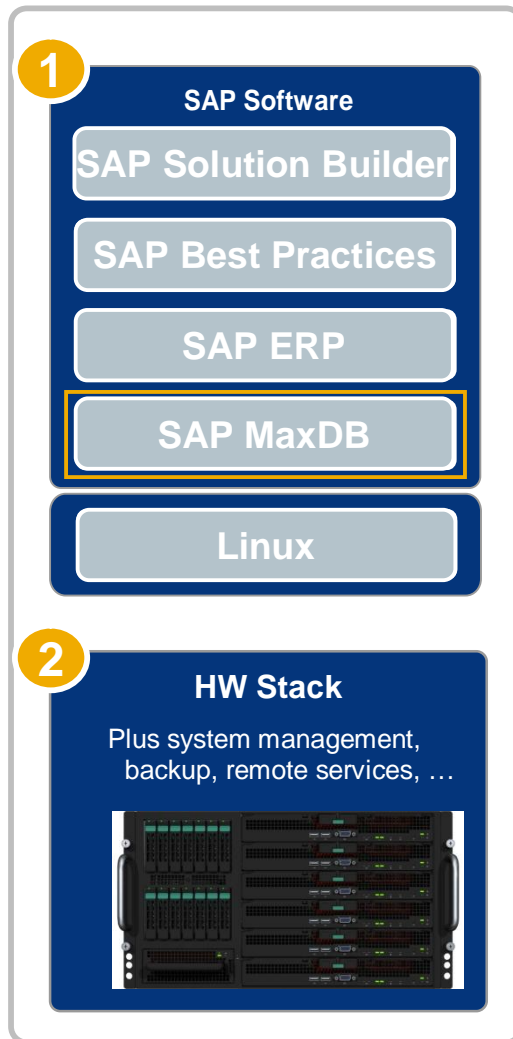 1
SAP Software
SAP Solution Builder
SAP Best Practices
SAP ERP
SAP MaxDB
Linux
2
HW Stack
Plus system management,
backup, remote services, …